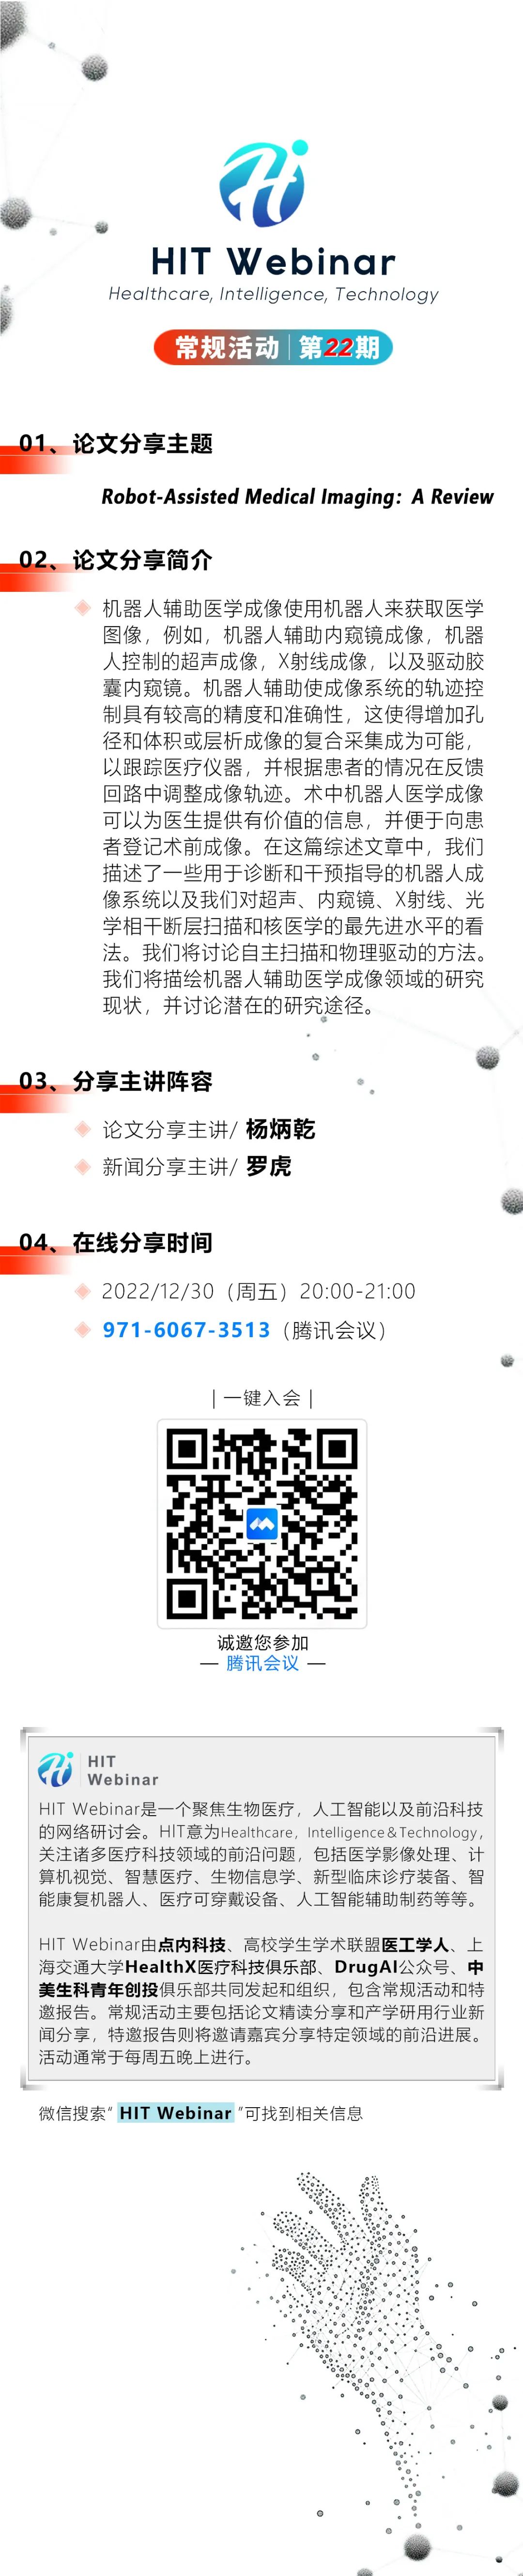 HIT Webinar
Healthcare, Intelligence, Technology
常规活动|第22期
01、论文分享主题
Robot-Assisted Medical Imaging: A Review
02、论文分享简介
机器人辅助医学成像使用机器人来获取医学
图像，例如，机器人辅助内窥镜成像，机器
人控制的超声成像，X射线成像，以及驱动胶
囊内窥镜。机器人辅助使成像系统的轨迹控
制具有较高的精度和准确性，这使得增加孔
径和体积或层析成像的复合采集成为可能，
以跟踪医疗仪器，并根据患者的情况在反馈
回路中调整成像轨迹。术中机器人医学成像
可以为医生提供有价值的信息，并便于向患
者登记术前成像。在这篇综述文章中，我们
描述了一些用于诊断和干预指导的机器人成
像系统以及我们对超声、内窥镜、X射线、光
学相干断层扫描和核医学的最先进水平的看
法。我们将讨论自主扫描和物理驱动的方法。
我们将描绘机器人辅助医学成像领域的研究
现状，并讨论潜在的研究途径。
03、分享主讲阵容
论文分享主讲/ 杨炳乾
新闻分享主讲/ 罗虎
04、在线分享时间
2022/12/30（周五）20:00-21:00
971-6067-3513（腾讯会议）
| 一键入会 |
诚邀您参加
— 腾讯会议 —
HIT
Webinar
HIT Webinar是一个聚焦生物医疗，人工智能以及前沿科技
的网络研讨会。HIT意为Healthcare，Intelligence & Technology，
关注诸多医疗科技领域的前沿问题，包括医学影像处理、计
算机视觉、智慧医疗、生物信息学、新型临床诊疗装备、智
能康复机器人、医疗可穿戴设备、人工智能辅助制药等等。
HIT Webinar由点内科技、高校学生学术联盟医工学人、上
海交通大学HealthX医疗科技俱乐部、DrugAI公众号、中
美生科青年创投俱乐部共同发起和组织，包含常规活动和特
邀报告。常规活动主要包括论文精读分享和产学研用行业新
闻分享，特邀报告则将邀请嘉宾分享特定领域的前沿进展。
活动通常于每周五晚上进行。
微信搜索“ HIT Webinar ”可找到相关信息